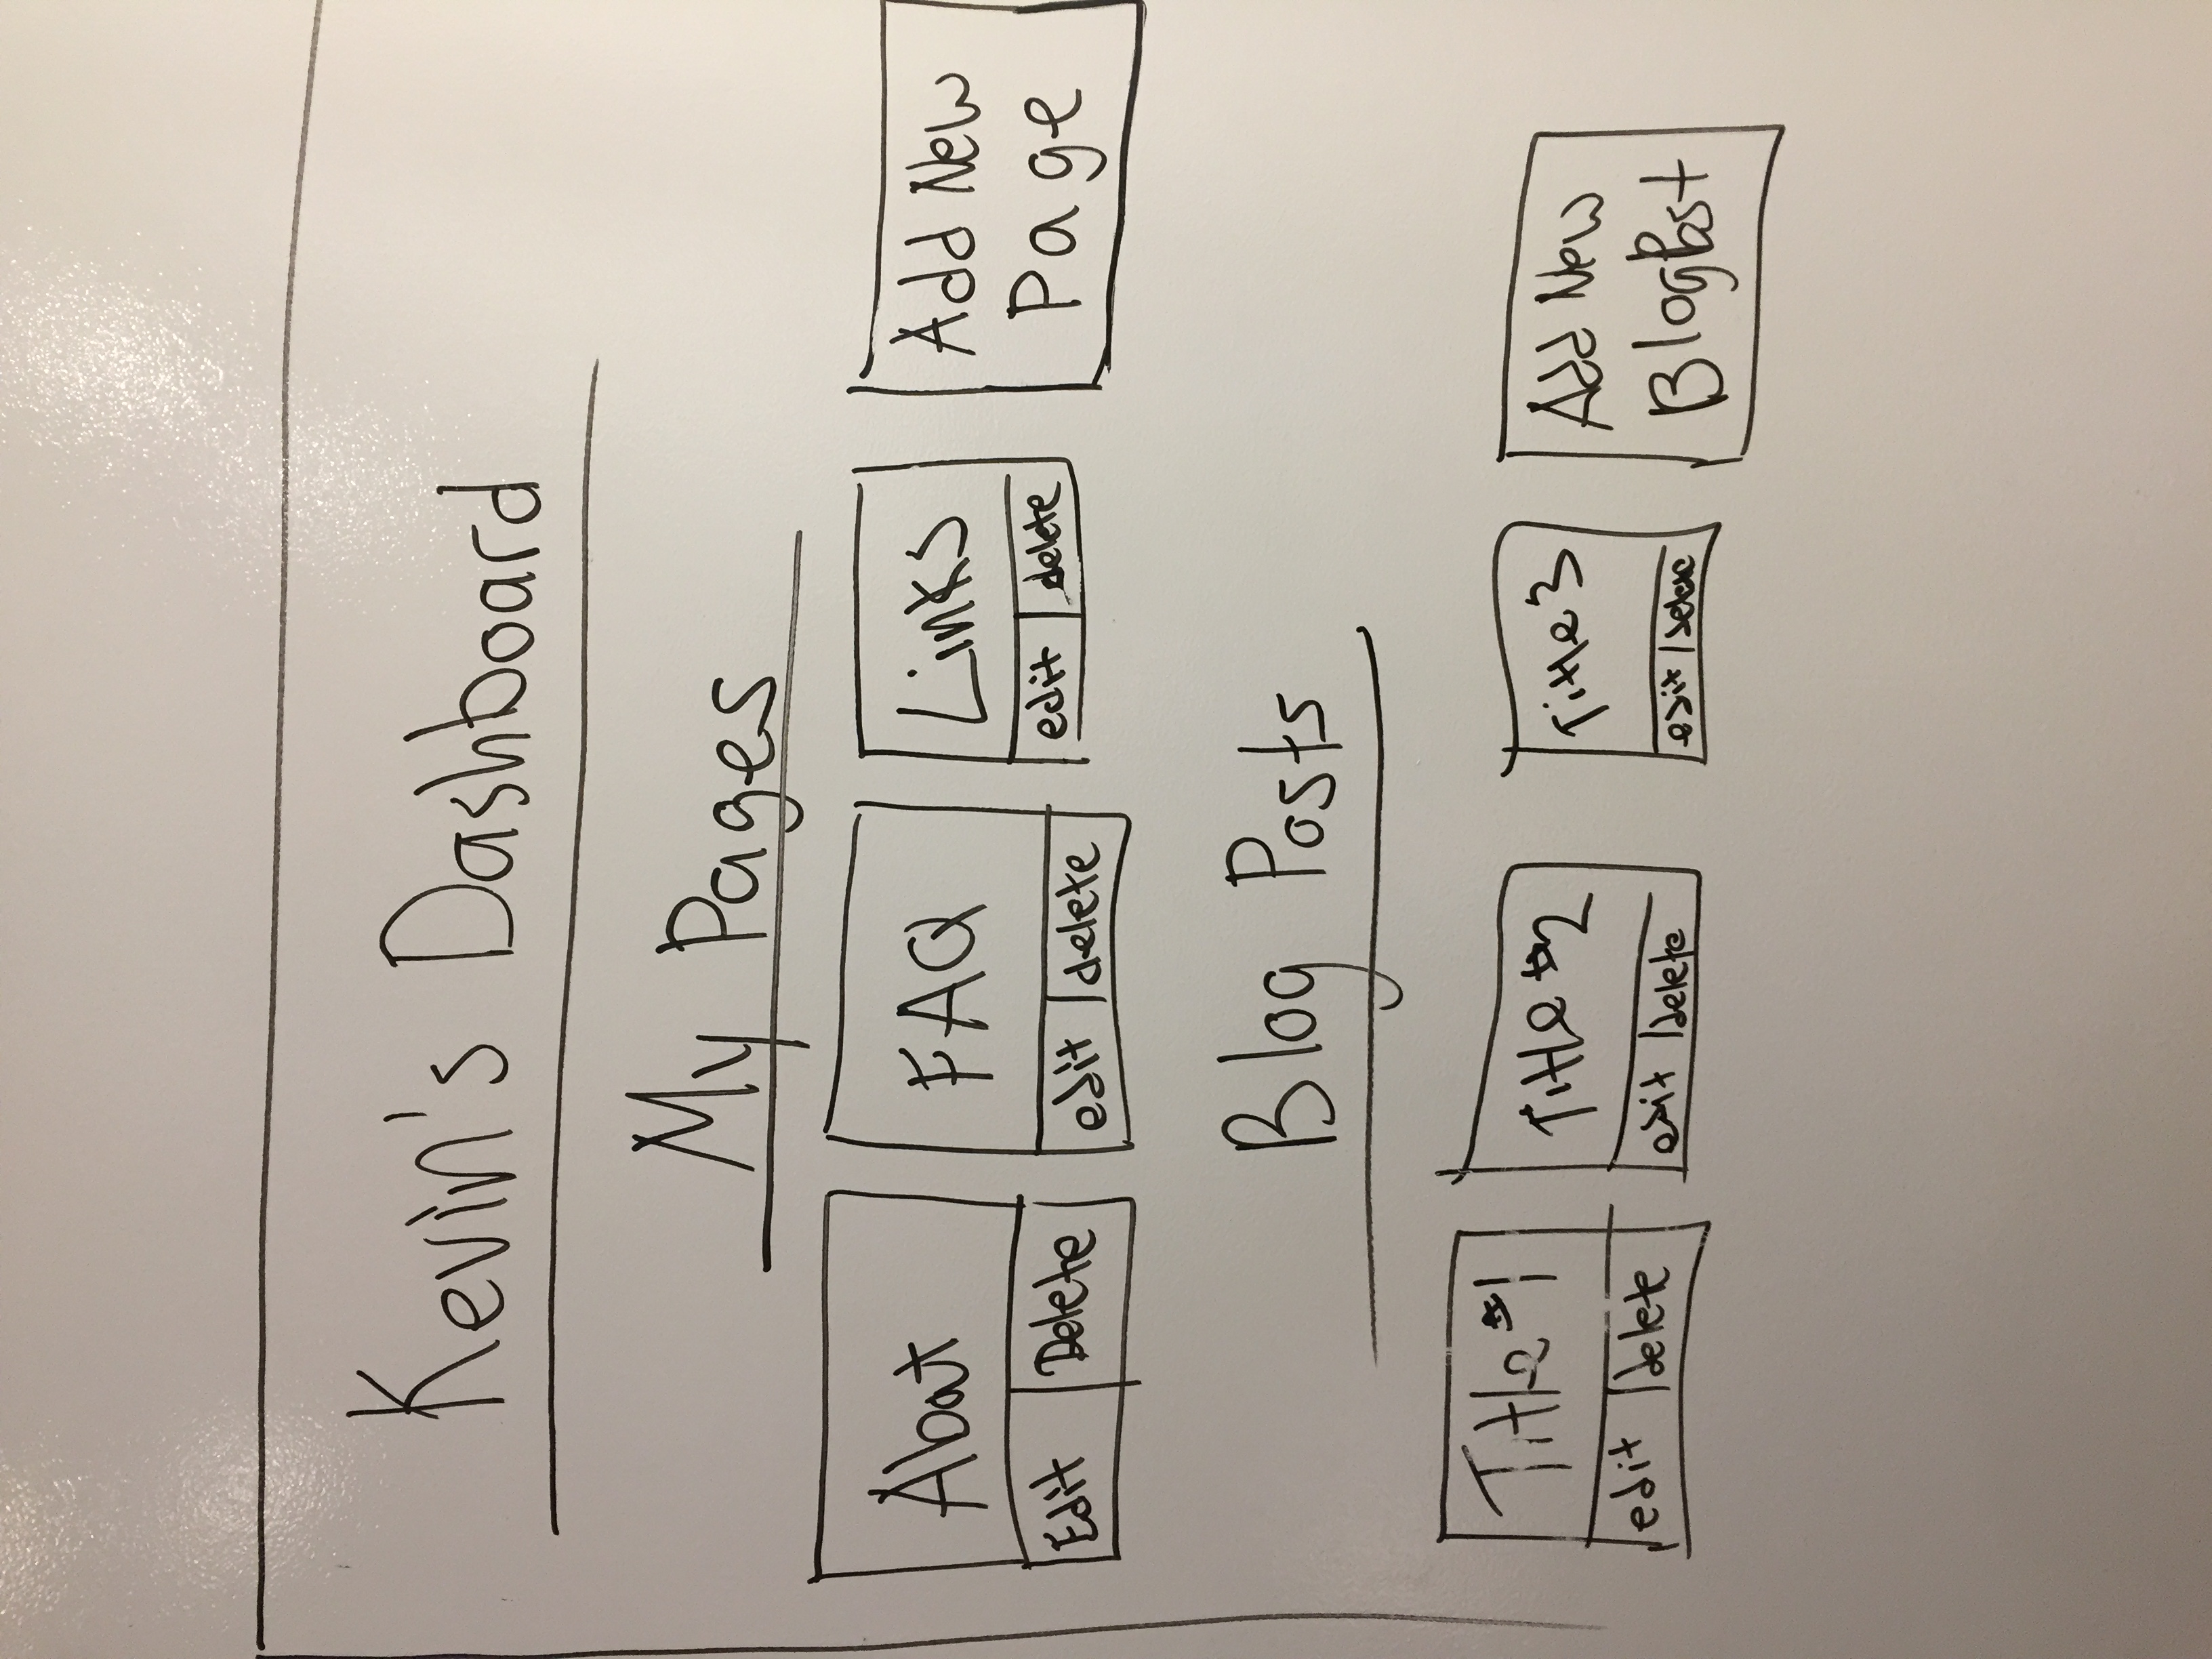 Kevin's Dashboard
My Pages
About
FAQ
Links
Add New
Page
Edit Delete
edit delete
edit delete
Blog Posts
Title #1
Title #2
Title 3
Add New
BlogPost
edit delete
edit delete
edit delete